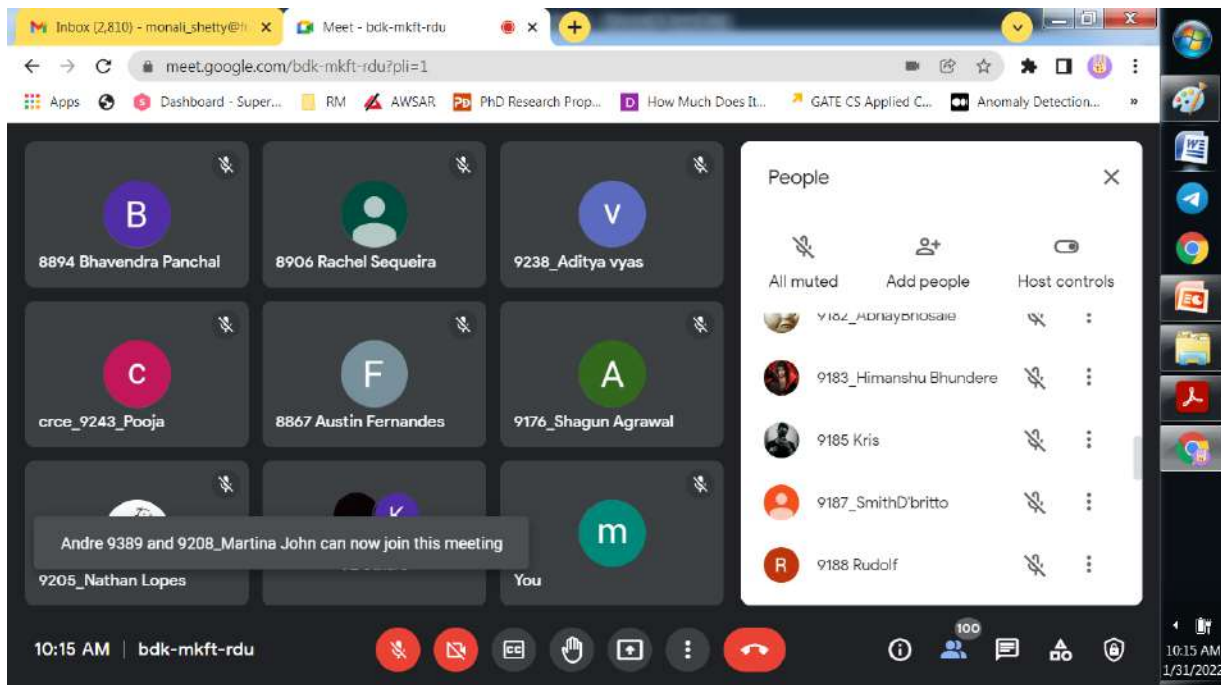 Inbox (2,810) - monali_shetty@fr
Meet - bdk-mkft-rdu
meet.google.com/bdk-mkft-rdu?pli=1
Apps
Dashboard - Super...
RM
AWSAR
PhD Research Prop...
How Much Does It...
GATE CS Applied C...
Anomaly Detection...
»
B
8894 Bhavendra Panchal
8906 Rachel Sequeira
v
9238_Aditya vyas
c
crce_9243_Pooja
F
8867 Austin Fernandes
A
9176_Shagun Agrawal
9205_Nathan Lopes
K
m
You
Andre 9389 and 9208_Martina John can now join this meeting
People
All muted
Add people
Host controls
9182_AbhayBhosale
9183_Himanshu Bhundere
9185 Kris
9187_SmithD'britto
R
9188 Rudolf
10:15 AM | bdk-mkft-rdu
CC
100
10:15 AM
1/31/2022